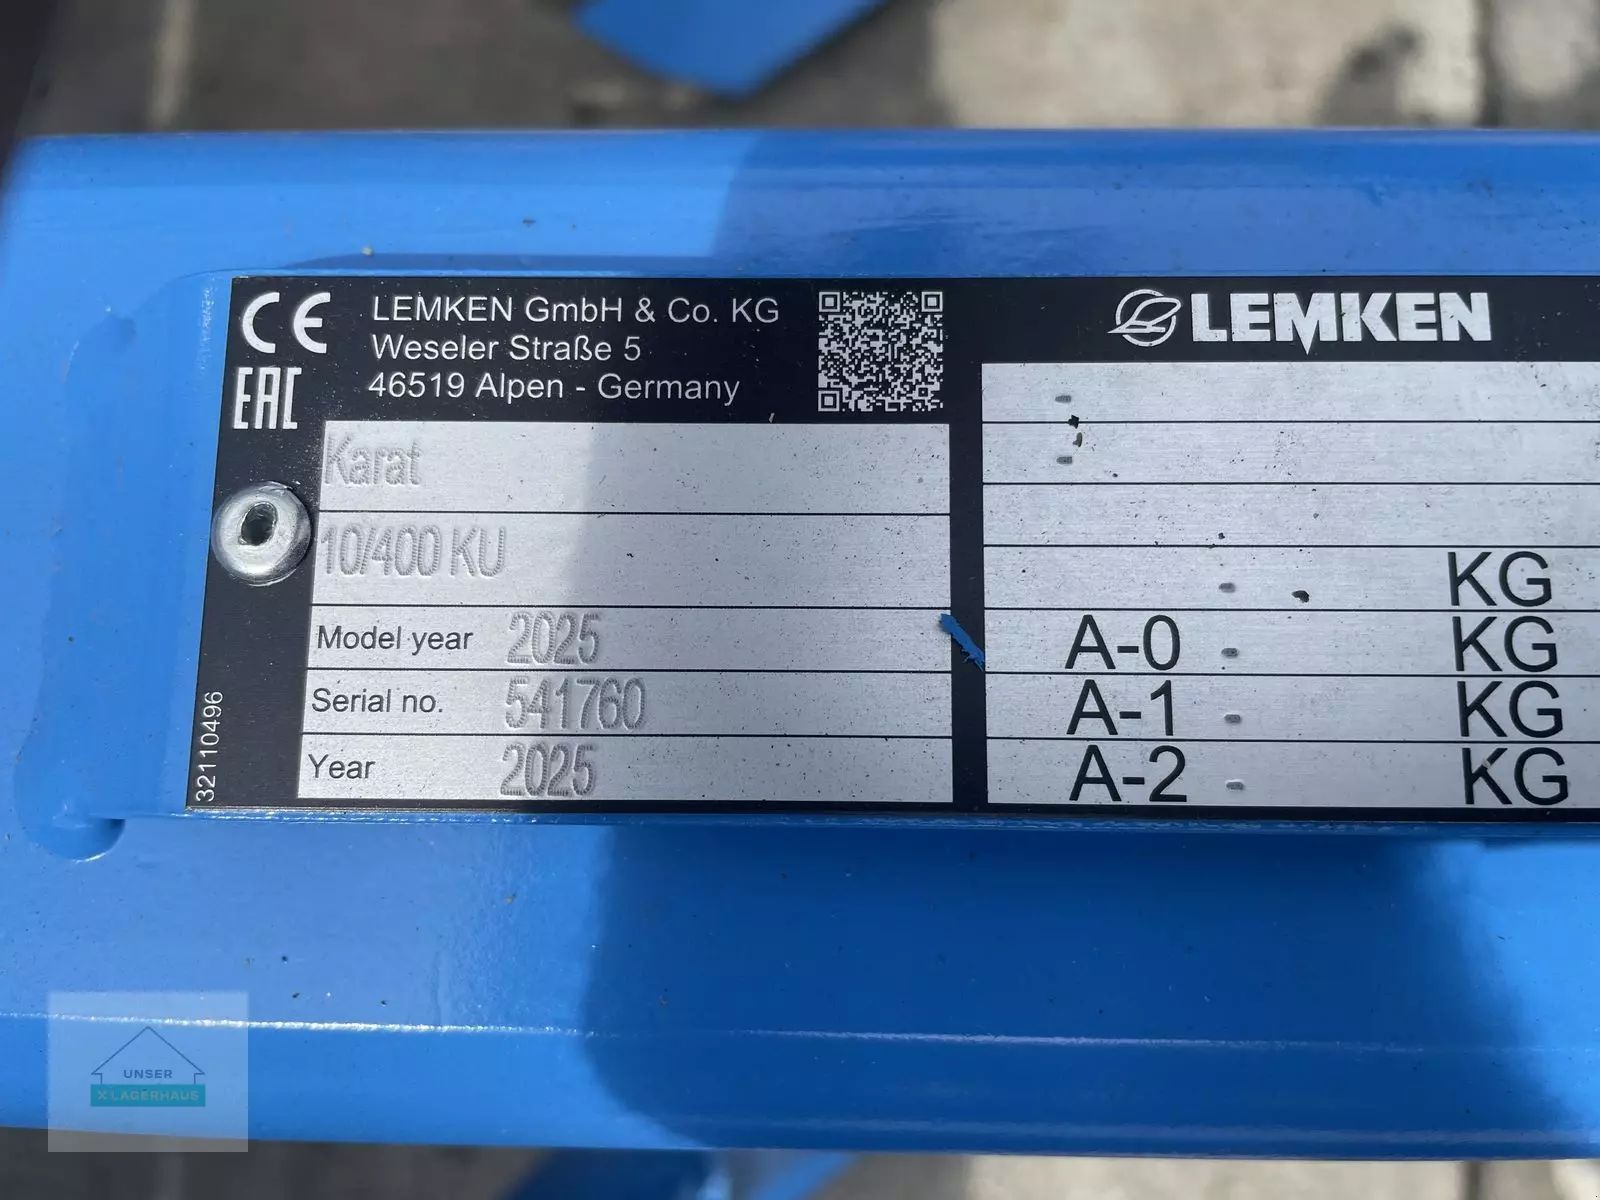 CE
LEMKEN GmbH & Co. KG
Weseler Straße 5
46519 Alpen - Germany
EAC
Karat
10/400 KU
Model year 2025
Serial no. 541760
Year 2025
32110496
LEMKEN
-
-
- KG
A-0 - KG
A-1 - KG
A-2 - KG
UNSER
X LAGERHAUS